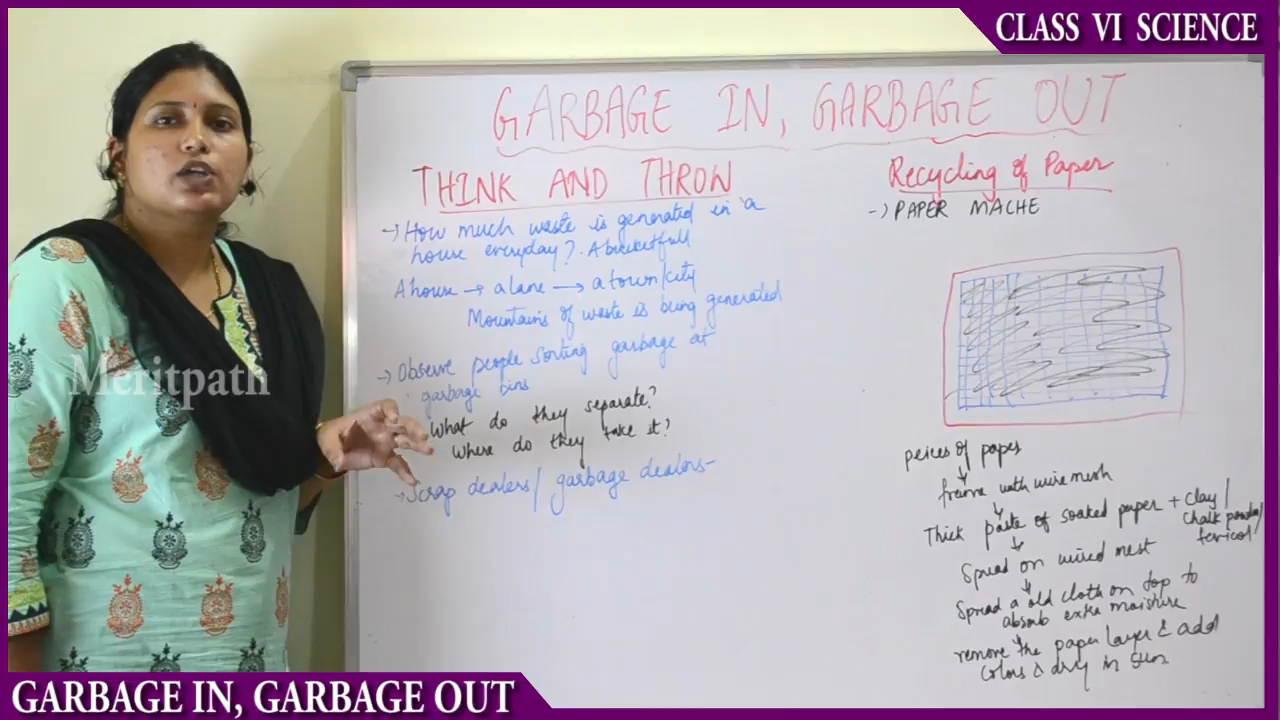 CLASS VI SCIENCE
GARBAGE IN, GARBAGE OUT
THINK AND THROW
-> How much waste is generated in a
house everyday? A bucketfull
A house -> a lane -> a town/city
Mountains of waste is being generated
-> Observe people sorting garbage at
garbage bins
What do they separate?
Where do they take it?
-> Scrap dealers/ garbage dealers-
Recycling of Paper
-> PAPER MACHE
peices of papes
↓
frame with wire mesh
↓
Thick paste of soaked paper + clay/
chalk powder/
fevicol
↓
Spread on wired mest
↓
Spread a old cloth on top to
absorb extra moisture
↓
remove the paper layer & add
colors & dry in sun
Meritpath
GARBAGE IN, GARBAGE OUT